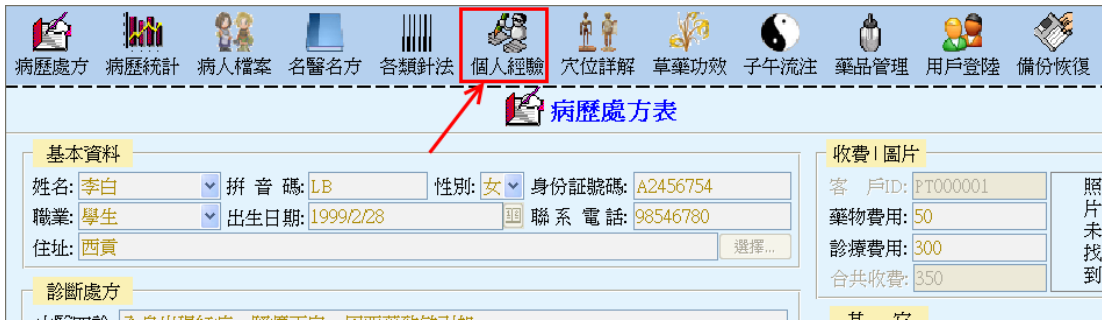 病歷處方 病歷統計 病人檔案 名醫名方 各類針法 個人經驗 穴位詳解 草藥功效 子午流注 藥品管理 用戶登陸 備份恢復
病歷處方表
基本資料
姓名: 李白 拼音碼: LB 性別: 女 身份証號碼: A2456754
職業: 學生 出生日期: 1999/2/28 聯系電話: 98546780
住址: 西貢 選擇...
收費|圖片
客戶ID: PT000001
藥物費用: 50
診療費用: 300
合共收費: 350
照片未找到
診斷處方